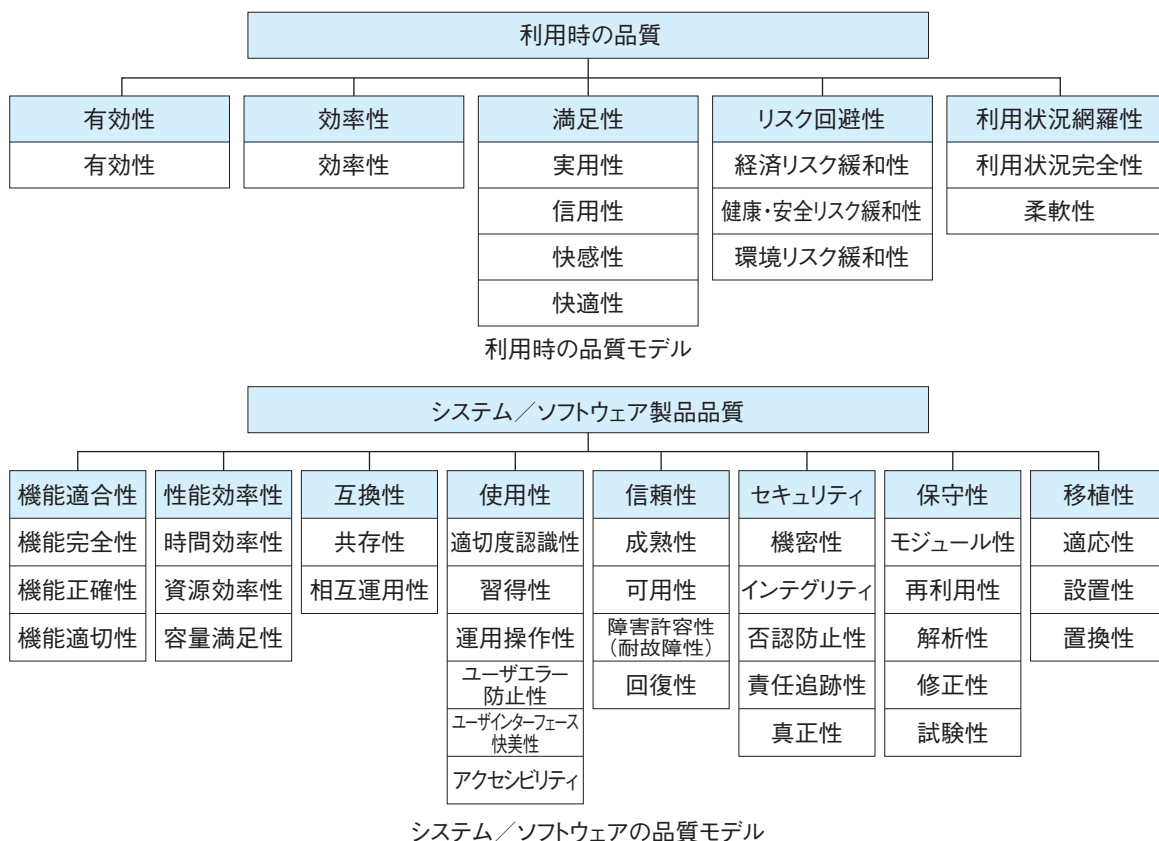 利用時の品質
有効性
有効性
効率性
効率性
満足性
実用性
信用性
快感性
快適性
リスク回避性
経済リスク緩和性
健康・安全リスク緩和性
環境リスク緩和性
利用状況網羅性
利用状況完全性
柔軟性
利用時の品質モデル
システム／ソフトウェア製品品質
機能適合性
機能完全性
機能正確性
機能適切性
性能効率性
時間効率性
資源効率性
容量満足性
互換性
共存性
相互運用性
使用性
適切度認識性
習得性
運用操作性
ユーザエラー
防止性
ユーザインターフェース
快美性
アクセシビリティ
信頼性
成熟性
可用性
障害許容性
（耐故障性）
回復性
セキュリティ
機密性
インテグリティ
否認防止性
責任追跡性
真正性
保守性
モジュール性
再利用性
解析性
修正性
試験性
移植性
適応性
設置性
置換性
システム／ソフトウェアの品質モデル